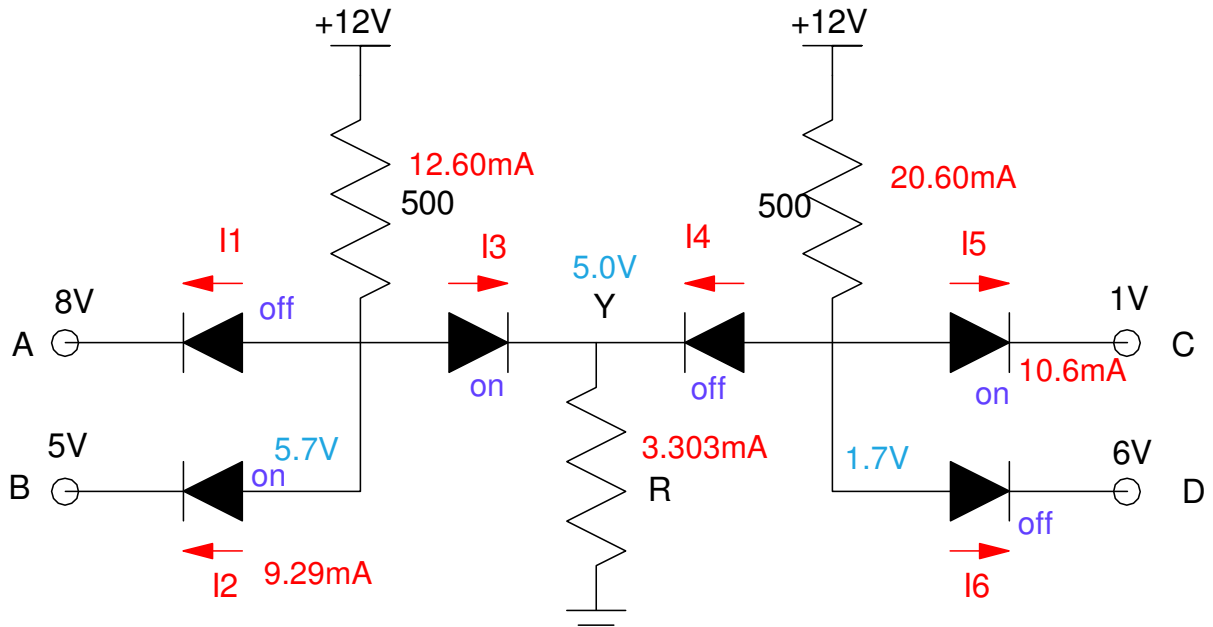 +12V +12V
12.60mA 20.60mA
500 500
I1 I3 I4 I5
5.0V
8V off Y 1V
A C
on off on 10.6mA
5V 5.7V on 3.303mA 1.7V 6V
B R D
off
I2 9.29mA I6